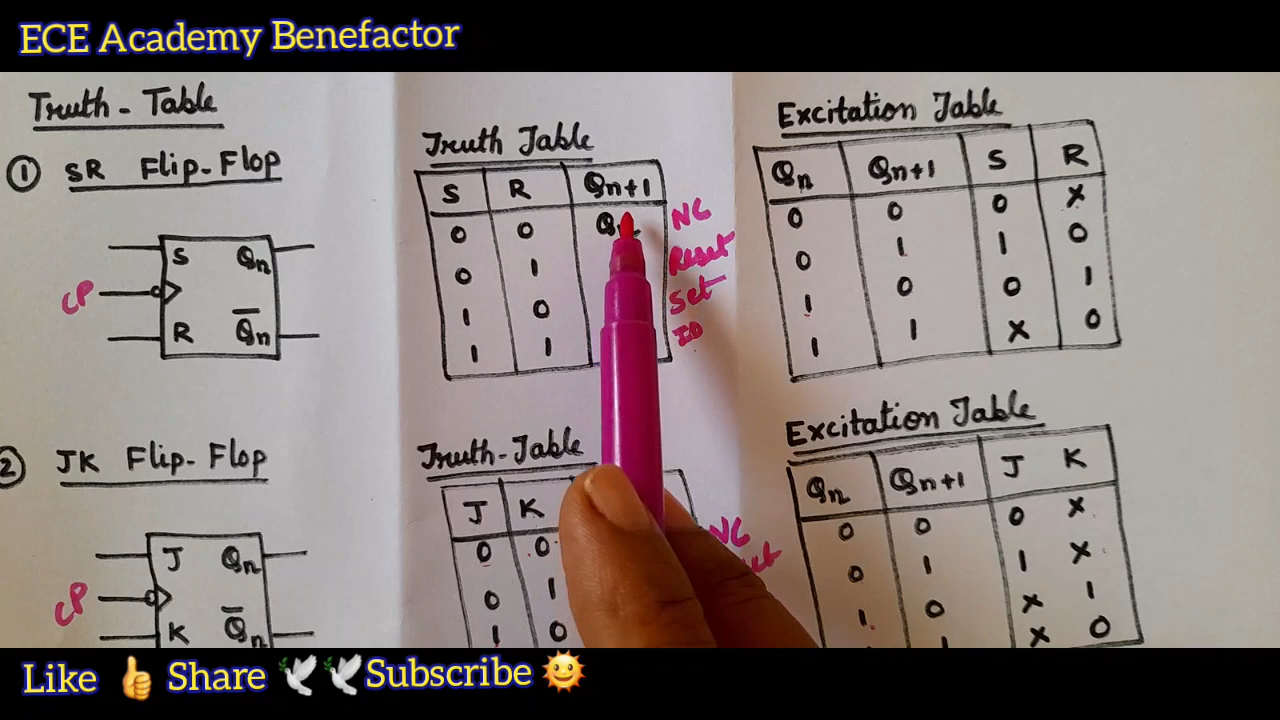 ECE Academy Benefactor
Truth - Table
① SR Flip-Flop
S Qn
CP
R Q̅n
② JK Flip-Flop
J Qn
CP
K Q̅n
Truth Table
S R Qn+1
0 0 NC
0 1 Reset
1 0 Set
1 1 ID
Truth-Table
J K
0 0 NC
0 1
1 0
Excitation Table
Qn Qn+1 S R
0 0 0 X
0 1 1 0
1 0 0 1
1 1 X 0
Excitation Table
Qn Qn+1 J K
0 0 0 X
0 1 1 X
1 0 X 1
X 0
Like 👍 Share 🕊🕊 Subscribe 🌞